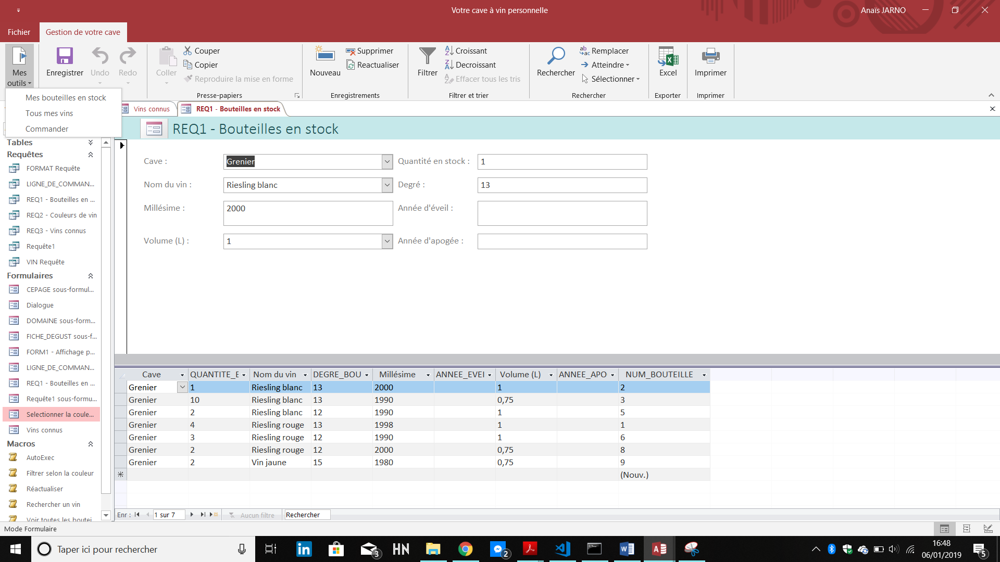 Votre cave à vin personnelle
Anaïs JARNO
Fichier
Gestion de votre cave
Mes outils
Enregistrer
Undo
Redo
Coller
Couper
Copier
Reproduire la mise en forme
Presse-papiers
Nouveau
Supprimer
Reactualiser
Enregistrements
Filtrer
Croissant
Decroissant
Effacer tous les tris
Filtrer et trier
Rechercher
Remplacer
Atteindre
Sélectionner
Rechercher
Excel
Exporter
Imprimer
Imprimer
Mes bouteilles en stock
Tous mes vins
Commander
Vins connus
REQ1 - Bouteilles en stock
REQ1 - Bouteilles en stock
Tables
Requêtes
FORMAT Requête
LIGNE_DE_COMMAN...
REQ1 - Bouteilles en ...
REQ2 - Couleurs de vin
REQ3 - Vins connus
Requête1
VIN Requête
Formulaires
CEPAGE sous-formul...
Dialogue
DOMAINE sous-form...
FICHE_DEGUST sous-f...
FORM1 - Affichage p...
LIGNE_DE_COMMAN...
REQ1 - Bouteilles en ...
Requête1 sous-formu...
Selectionner la coule...
Vins connus
Macros
AutoExec
Filtrer selon la couleur
Réactualiser
Rechercher un vin
Voir toutes les boutei
Cave : Grenier Quantité en stock : 1
Nom du vin : Riesling blanc Degré : 13
Millésime : 2000 Année d'éveil :
Volume (L) : 1 Année d'apogée :
Cave QUANTITE_E Nom du vin DEGRE_BOU Millésime ANNEE_EVEI Volume (L) ANNEE_APO NUM_BOUTEILLE
Grenier 1 Riesling blanc 13 2000 1 2
Grenier 10 Riesling blanc 13 1990 0,75 3
Grenier 2 Riesling blanc 12 1990 1 5
Grenier 4 Riesling rouge 13 1998 1 1
Grenier 3 Riesling rouge 12 1990 1 6
Grenier 2 Riesling rouge 12 2000 0,75 8
Grenier 2 Vin jaune 15 1980 0,75 9
(Nouv.)
Enr : 1 sur 7 Aucun filtre Rechercher
Mode Formulaire
Taper ici pour rechercher
in
3
HN
2
16:48
06/01/2019
5